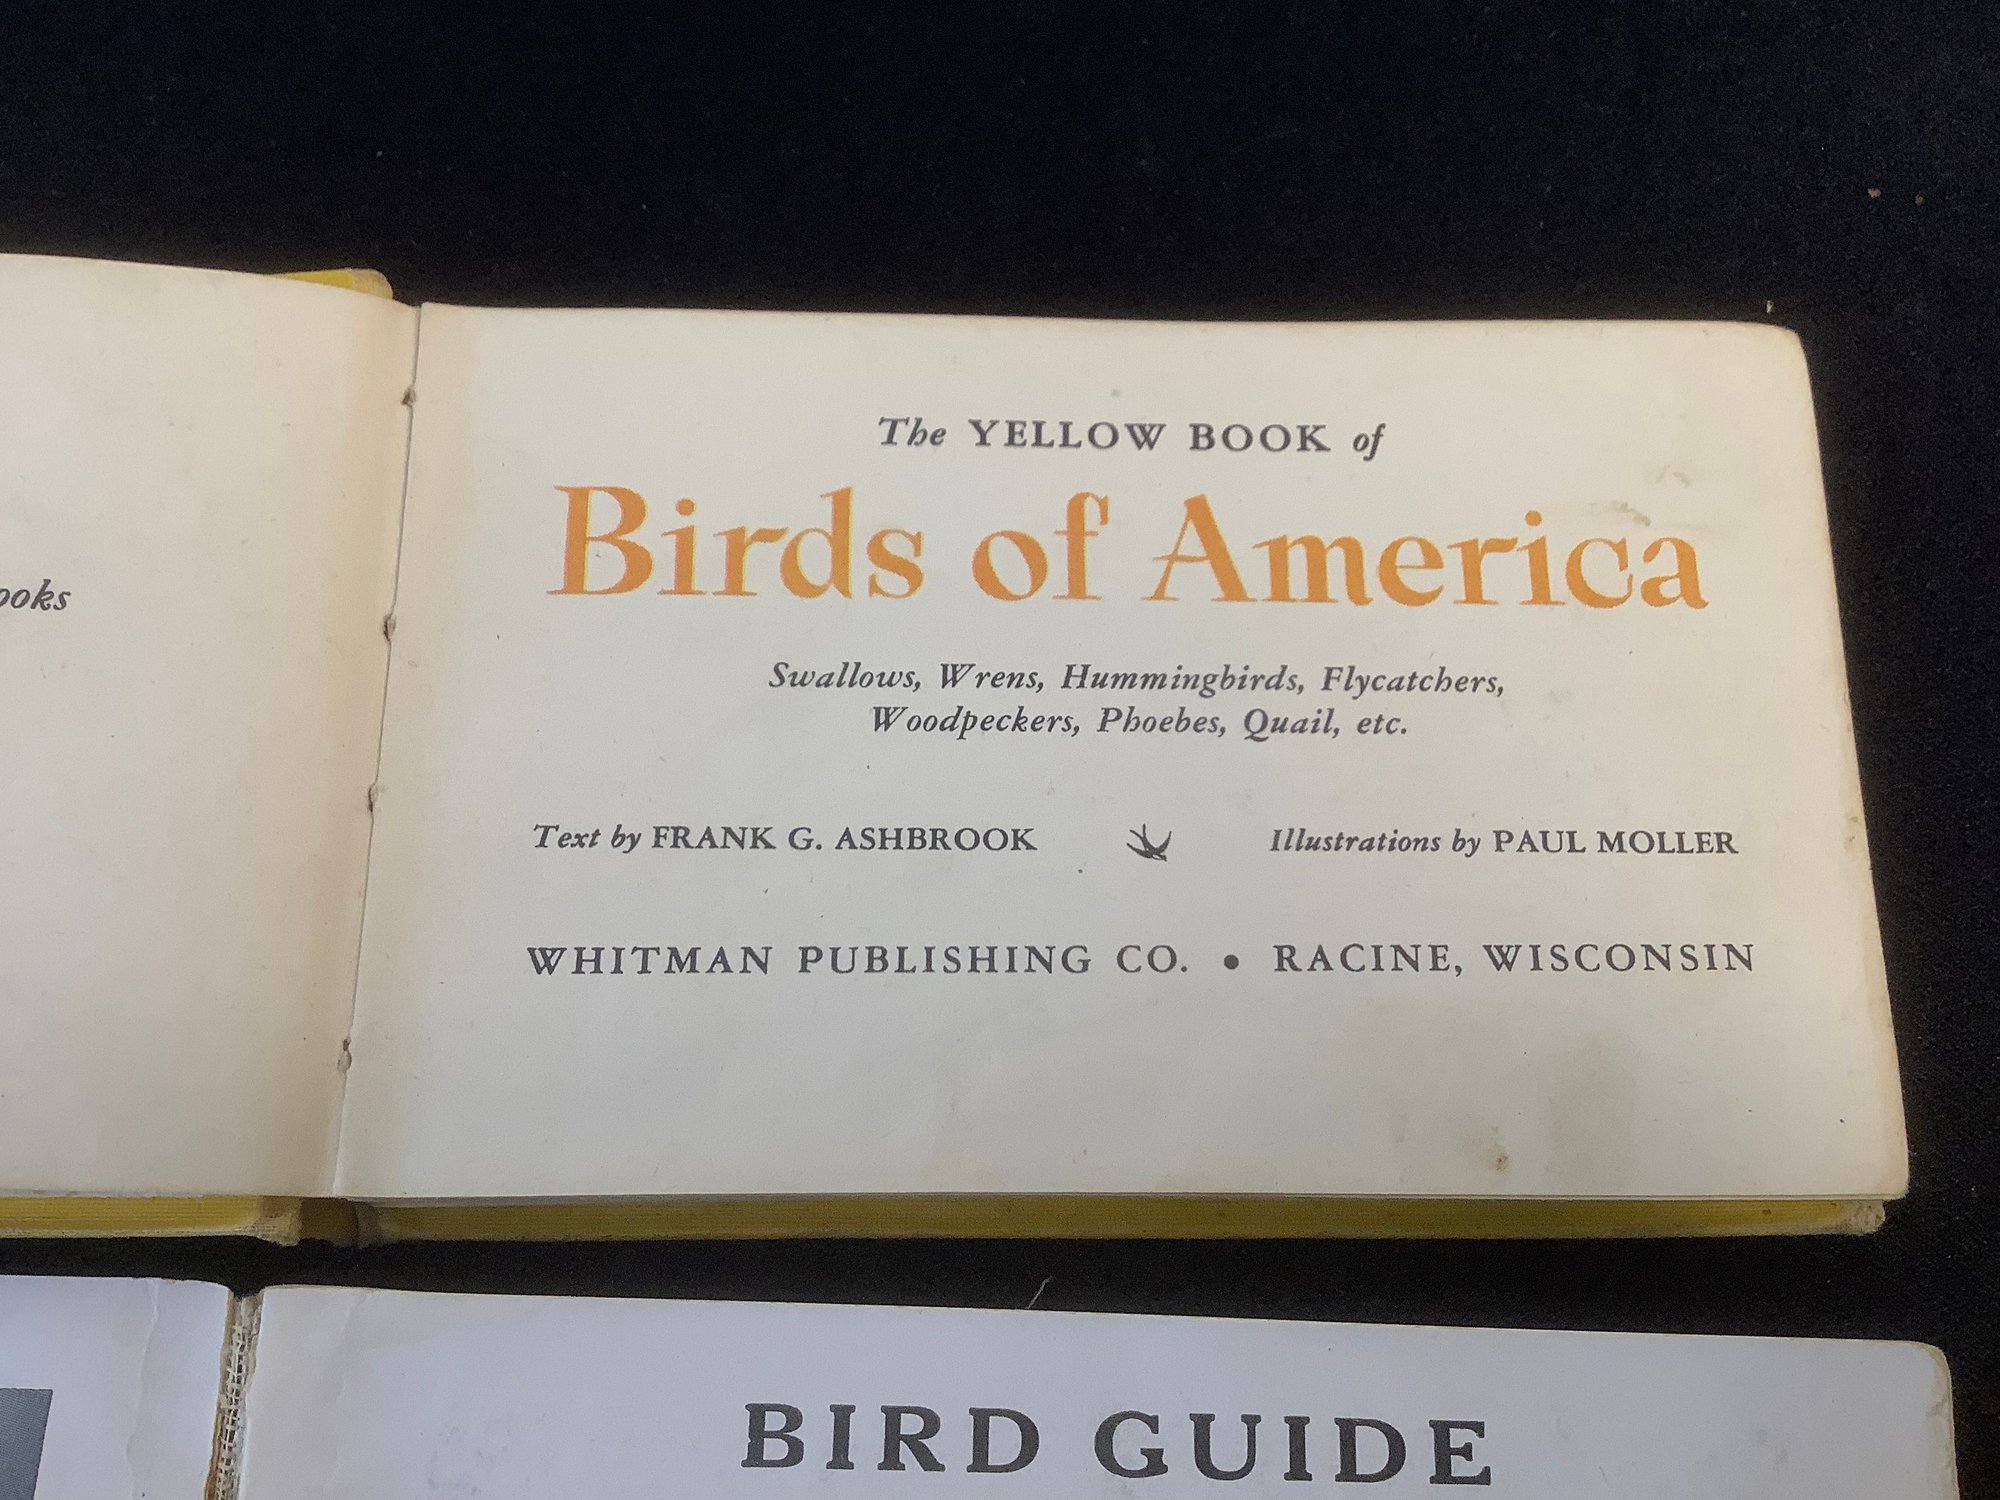 The YELLOW BOOK of
Birds of America
Swallows, Wrens, Hummingbirds, Flycatchers,
Woodpeckers, Phoebes, Quail, etc.
Text by FRANK G. ASHBROOK Illustrations by PAUL MOLLER
WHITMAN PUBLISHING CO. • RACINE, WISCONSIN
BIRD GUIDE